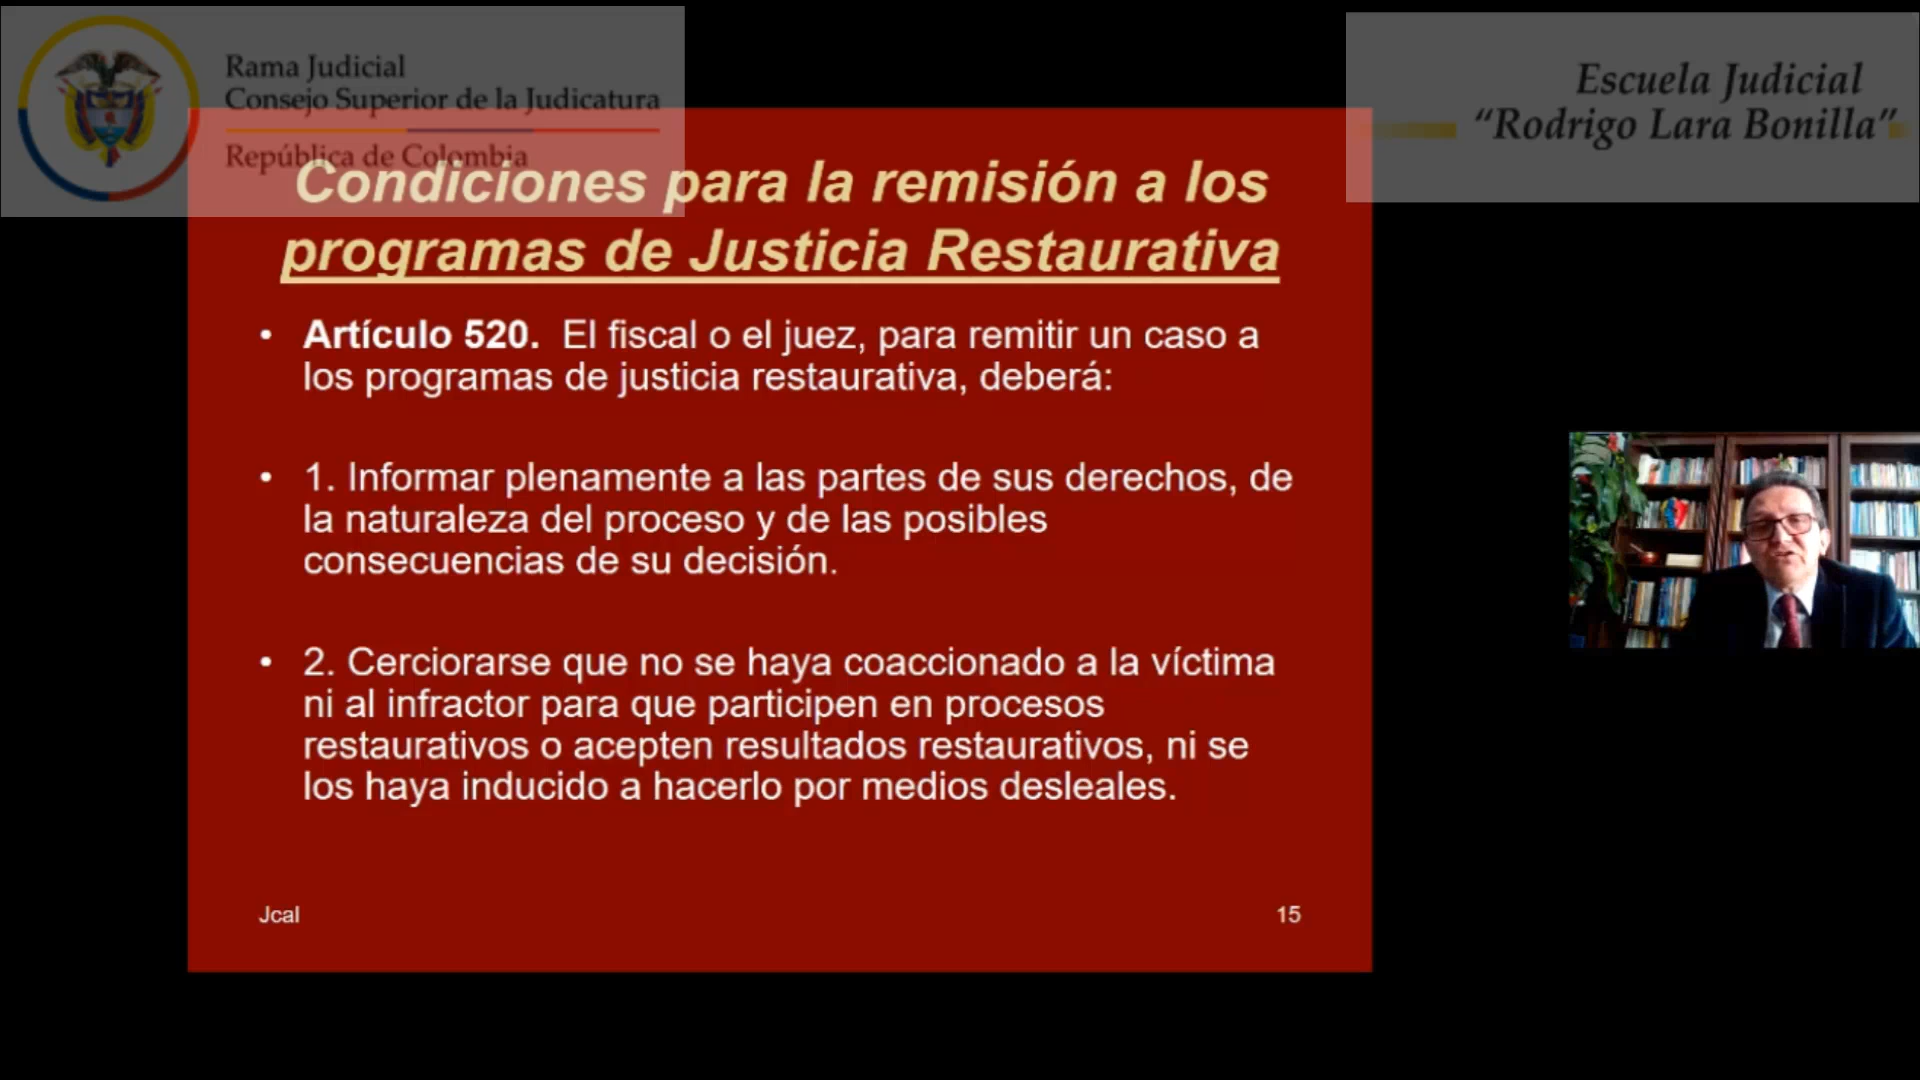 Rama Judicial
Consejo Superior de la Judicatura
República de Colombia
Escuela Judicial
“Rodrigo Lara Bonilla”
Condiciones para la remisión a los
programas de Justicia Restaurativa
• Artículo 520. El fiscal o el juez, para remitir un caso a
los programas de justicia restaurativa, deberá:
• 1. Informar plenamente a las partes de sus derechos, de
la naturaleza del proceso y de las posibles
consecuencias de su decisión.
• 2. Cerciorarse que no se haya coaccionado a la víctima
ni al infractor para que participen en procesos
restaurativos o acepten resultados restaurativos, ni se
los haya inducido a hacerlo por medios desleales.
Jcal
15